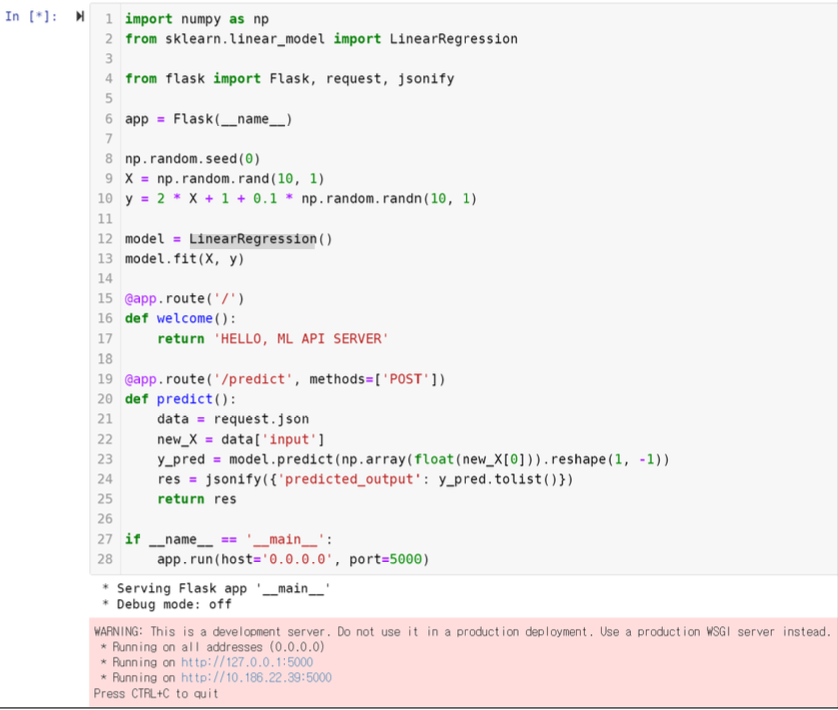 In [*]:
1 import numpy as np
2 from sklearn.linear_model import LinearRegression
3
4 from flask import Flask, request, jsonify
5
6 app = Flask(__name__)
7
8 np.random.seed(0)
9 X = np.random.rand(10, 1)
10 y = 2 * X + 1 + 0.1 * np.random.randn(10, 1)
11
12 model = LinearRegression()
13 model.fit(X, y)
14
15 @app.route('/')
16 def welcome():
17     return 'HELLO, ML API SERVER'
18
19 @app.route('/predict', methods=['POST'])
20 def predict():
21     data = request.json
22     new_X = data['input']
23     y_pred = model.predict(np.array(float(new_X[0])).reshape(1, -1))
24     res = jsonify({'predicted_output': y_pred.tolist()})
25     return res
26
27 if __name__ == '__main__':
28     app.run(host='0.0.0.0', port=5000)
* Serving Flask app '__main__'
* Debug mode: off
WARNING: This is a development server. Do not use it in a production deployment. Use a production WSGI server instead.
* Running on all addresses (0.0.0.0)
* Running on http://127.0.0.1:5000
* Running on http://10.186.22.39:5000
Press CTRL+C to quit